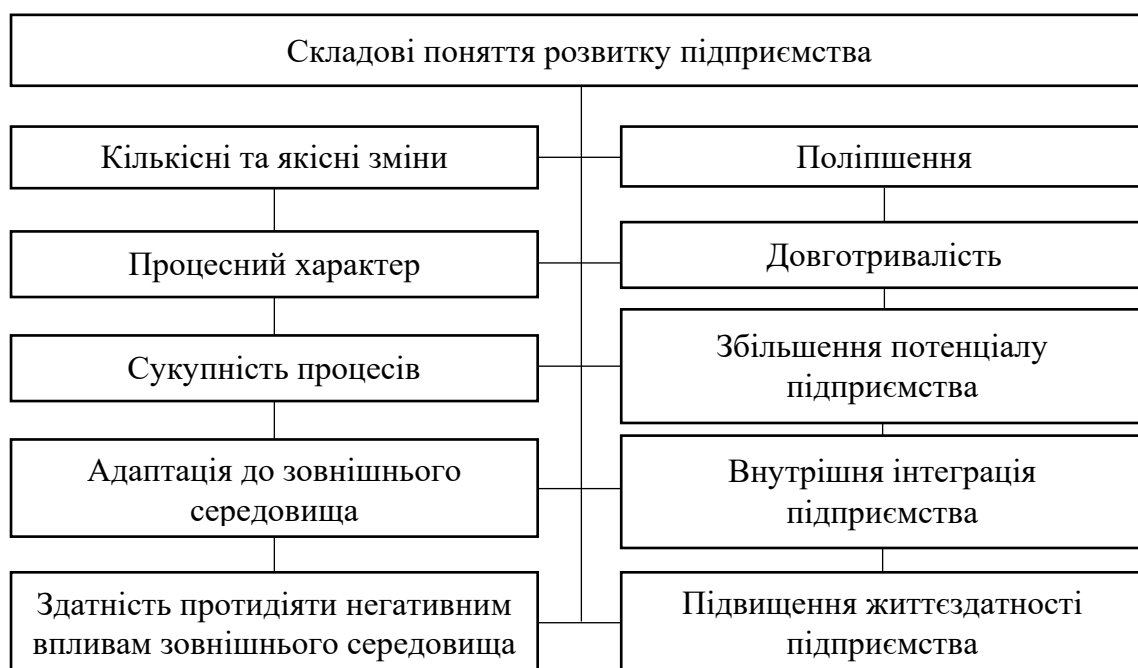 Складові поняття розвитку підприємства
Кількісні та якісні зміни
Поліпшення
Процесний характер
Довготривалість
Сукупність процесів
Збільшення потенціалу
підприємства
Адаптація до зовнішнього
середовища
Внутрішня інтеграція
підприємства
Здатність протидіяти негативним
впливам зовнішнього середовища
Підвищення життєздатності
підприємства